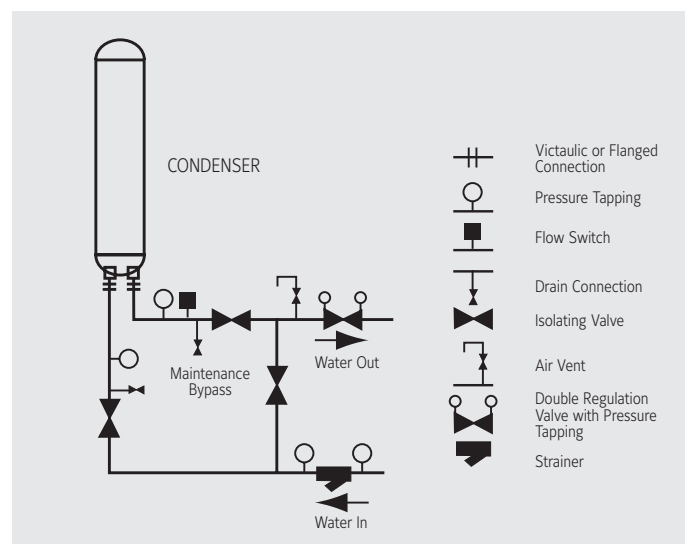 CONDENSER
Maintenance
Bypass
Water Out
Water In
Victaulic or Flanged
Connection
Pressure Tapping
Flow Switch
Drain Connection
Isolating Valve
Air Vent
Double Regulation
Valve with Pressure
Tapping
Strainer